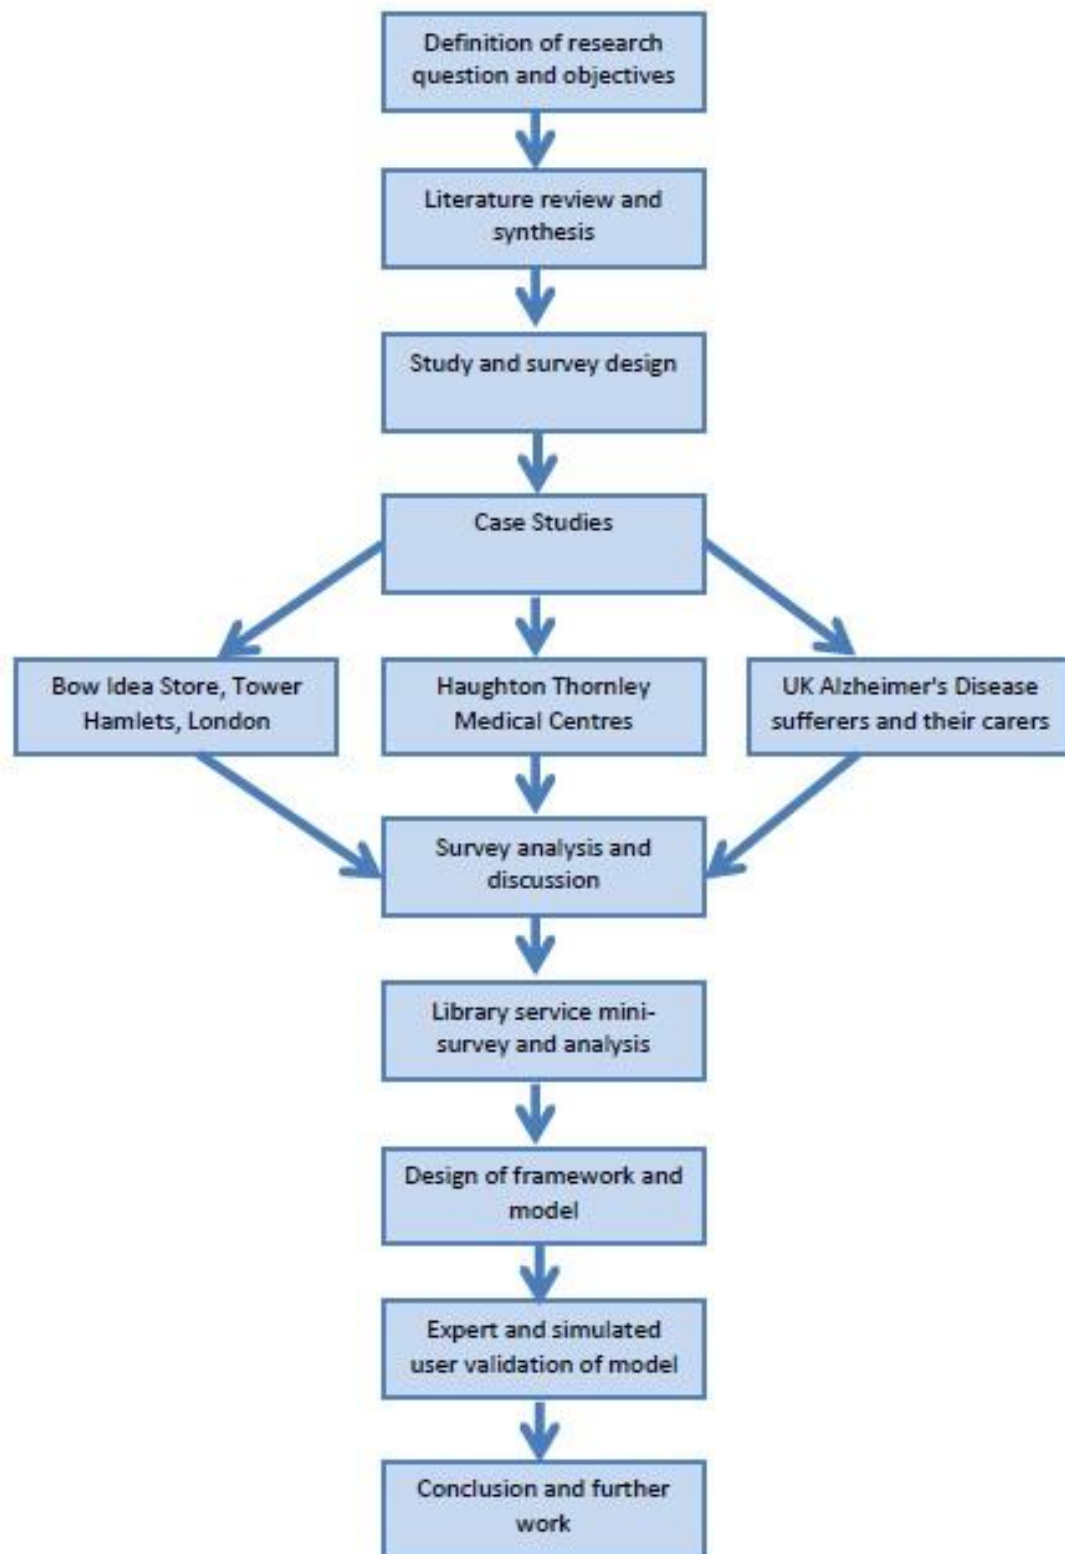 Definition of research
question and objectives
Literature review and
synthesis
Study and survey design
Case Studies
Bow Idea Store, Tower
Hamlets, London
Haughton Thornley
Medical Centres
UK Alzheimer's Disease
sufferers and their carers
Survey analysis and
discussion
Library service mini-
survey and analysis
Design of framework and
model
Expert and simulated
user validation of model
Conclusion and further
work